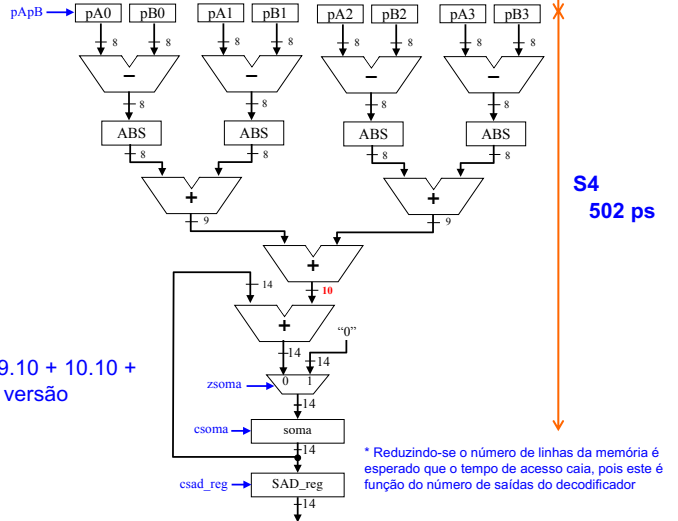 pApB pA0 pB0 pA1 pB1 pA2 pB2 pA3 pB3
8 8 8 8 8 8 8 8
− − − −
8 8 8 8
ABS ABS ABS ABS
8 8 8 8
+ +
S4
502 ps
9 9
+
14 10
+
"0"
14 14
9.10 + 10.10 +
versão
zsoma 0 1
14
csoma soma
14
* Reduzindo-se o número de linhas da memória é
esperado que o tempo de acesso caia, pois este é
função do número de saídas do decodificador
csad_reg SAD_reg
14